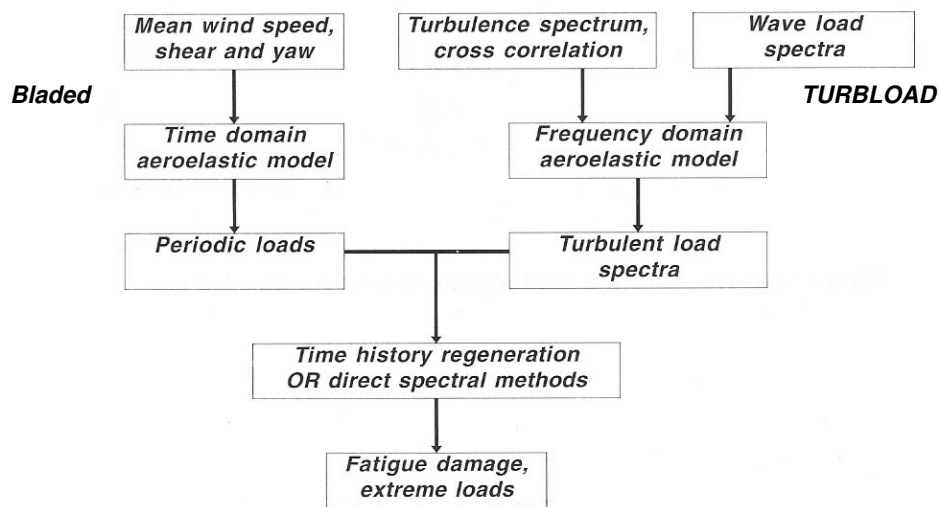 Mean wind speed,
shear and yaw
Turbulence spectrum,
cross correlation
Wave load
spectra
Bladed
TURBLOAD
Time domain
aeroelastic model
Frequency domain
aeroelastic model
Periodic loads
Turbulent load
spectra
Time history regeneration
OR direct spectral methods
Fatigue damage,
extreme loads